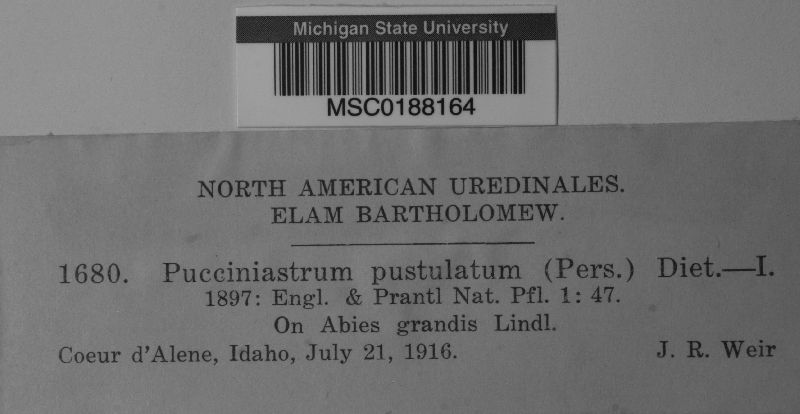 Michigan State University
MSC0188164
NORTH AMERICAN UREDINALES.
ELAM BARTHOLOMEW.
1680. Pucciniastrum pustulatum (Pers.) Diet.—I.
1897: Engl. & Prantl Nat. Pfl. 1: 47.
On Abies grandis Lindl.
Coeur d'Alene, Idaho, July 21, 1916. J. R. Weir